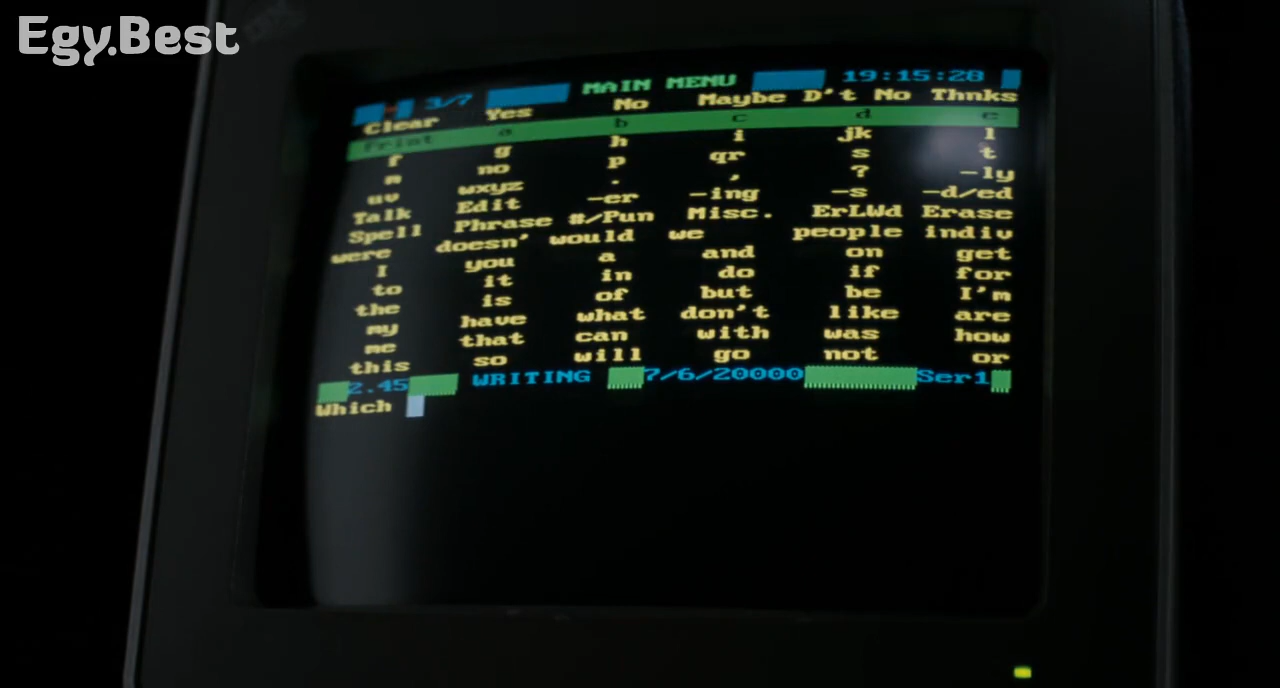 Egy.Best
3/7 MAIN MENU 19:15:28
Clear Yes No Maybe D't No Thnks
Print a b c d e
f g h i jk l
m no p qr s t
uv wxyz . , ? -ly
Talk Edit -er -ing -s -d/ed
Spell Phrase #/Pun Misc. ErLWd Erase
were doesn' would we people indiv
I you a and on get
to it in do if for
the is of but be I'm
my have what don't like are
me that can with was how
this so will go not or
2.45 WRITING 7/6/20000 Ser1
Which